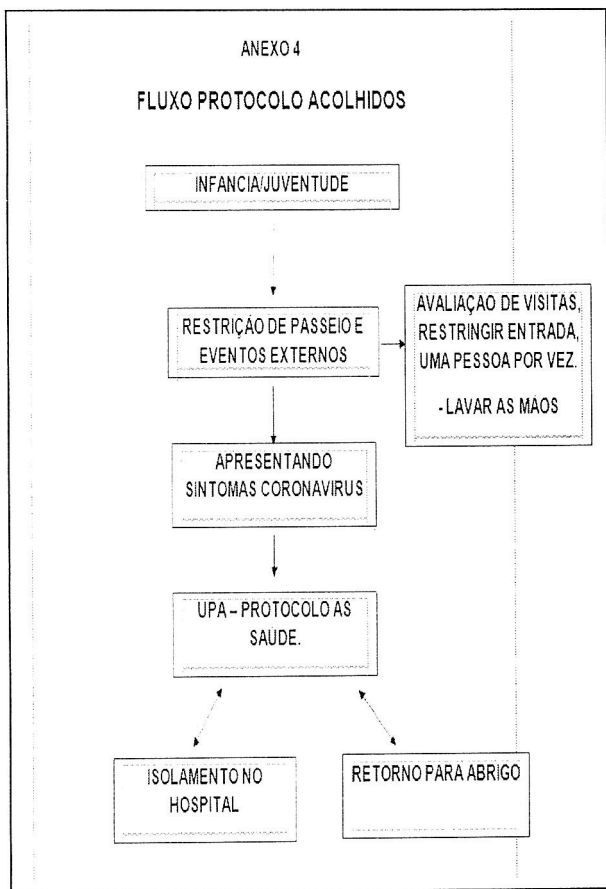 ANEXO 4
FLUXO PROTOCOLO ACOLHIDOS
INFANCIA/JUVENTUDE
RESTRIÇÃO DE PASSEIO E
EVENTOS EXTERNOS
AVALIAÇAO DE VISITAS,
RESTRINGIR ENTRADA,
UMA PESSOA POR VEZ.
- LAVAR AS MAOS
APRESENTANDO
SINTOMAS CORONAVIRUS
UPA – PROTOCOLO AS
SAÚDE.
ISOLAMENTO NO
HOSPITAL
RETORNO PARA ABRIGO